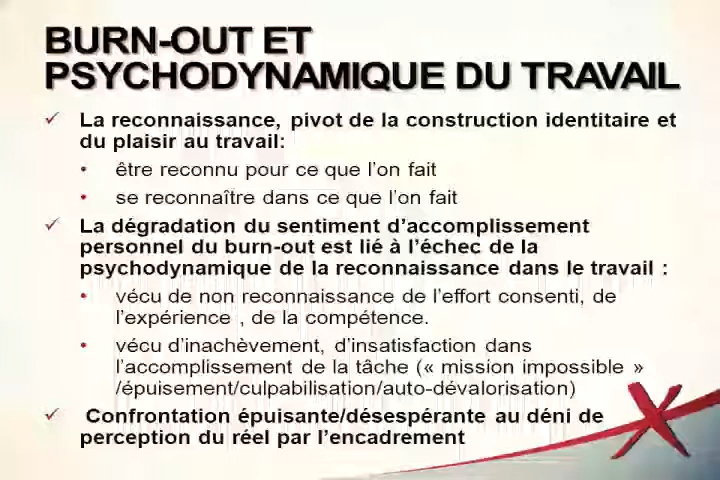 BURN-OUT ET
PSYCHODYNAMIQUE DU TRAVAIL
✓ La reconnaissance, pivot de la construction identitaire et
du plaisir au travail:
• être reconnu pour ce que l'on fait
• se reconnaître dans ce que l'on fait
✓ La dégradation du sentiment d'accomplissement
personnel du burn-out est lié à l'échec de la
psychodynamique de la reconnaissance dans le travail :
• vécu de non reconnaissance de l'effort consenti, de
l'expérience , de la compétence.
• vécu d'inachèvement, d'insatisfaction dans
l'accomplissement de la tâche (« mission impossible »
/épuisement/culpabilisation/auto-dévalorisation)
✓ Confrontation épuisante/désespérante au déni de
perception du réel par l'encadrement